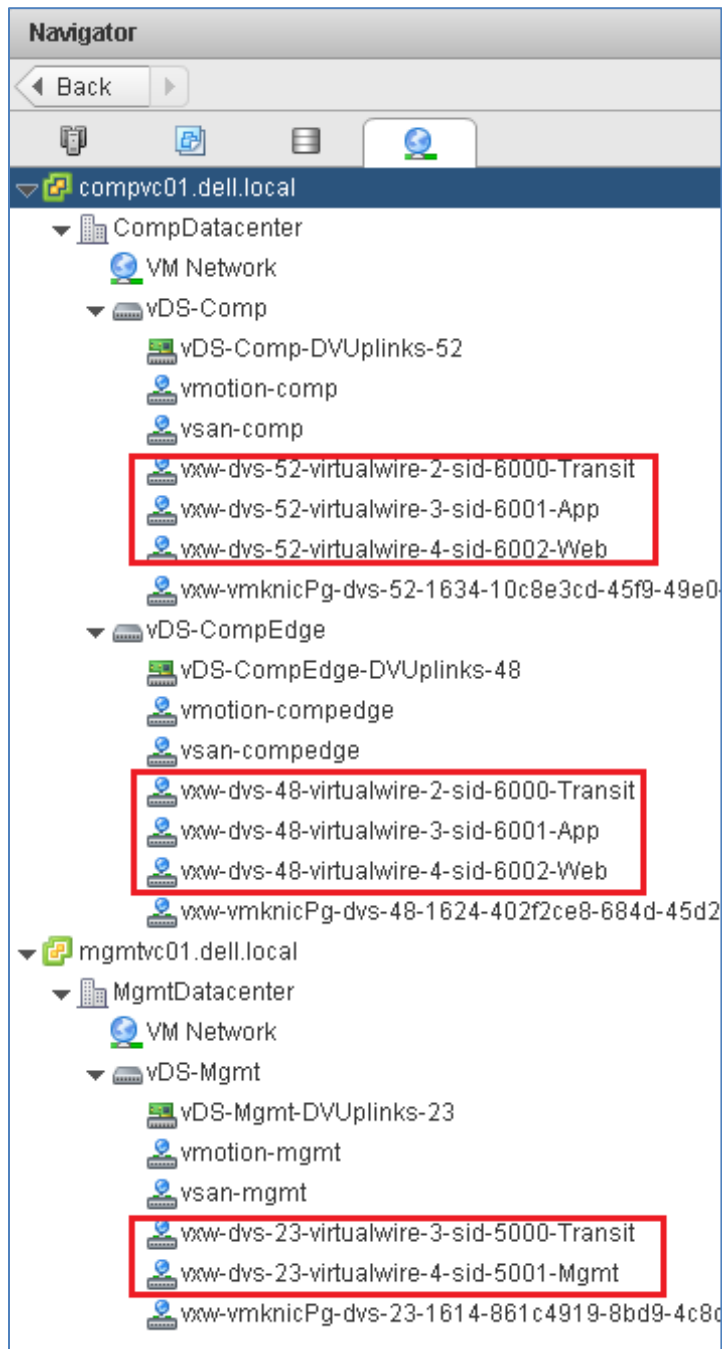 Navigator
Back
compvc01.dell.local
CompDatacenter
VM Network
vDS-Comp
vDS-Comp-DVUplinks-52
vmotion-comp
vsan-comp
vxw-dvs-52-virtualwire-2-sid-6000-Transit
vxw-dvs-52-virtualwire-3-sid-6001-App
vxw-dvs-52-virtualwire-4-sid-6002-Web
vxw-vmknicPg-dvs-52-1634-10c8e3cd-45f9-49e0-
vDS-CompEdge
vDS-CompEdge-DVUplinks-48
vmotion-compedge
vsan-compedge
vxw-dvs-48-virtualwire-2-sid-6000-Transit
vxw-dvs-48-virtualwire-3-sid-6001-App
vxw-dvs-48-virtualwire-4-sid-6002-Web
vxw-vmknicPg-dvs-48-1624-402f2ce8-684d-45d2
mgmtvc01.dell.local
MgmtDatacenter
VM Network
vDS-Mgmt
vDS-Mgmt-DVUplinks-23
vmotion-mgmt
vsan-mgmt
vxw-dvs-23-virtualwire-3-sid-5000-Transit
vxw-dvs-23-virtualwire-4-sid-5001-Mgmt
vxw-vmknicPg-dvs-23-1614-861c4919-8bd9-4c8c